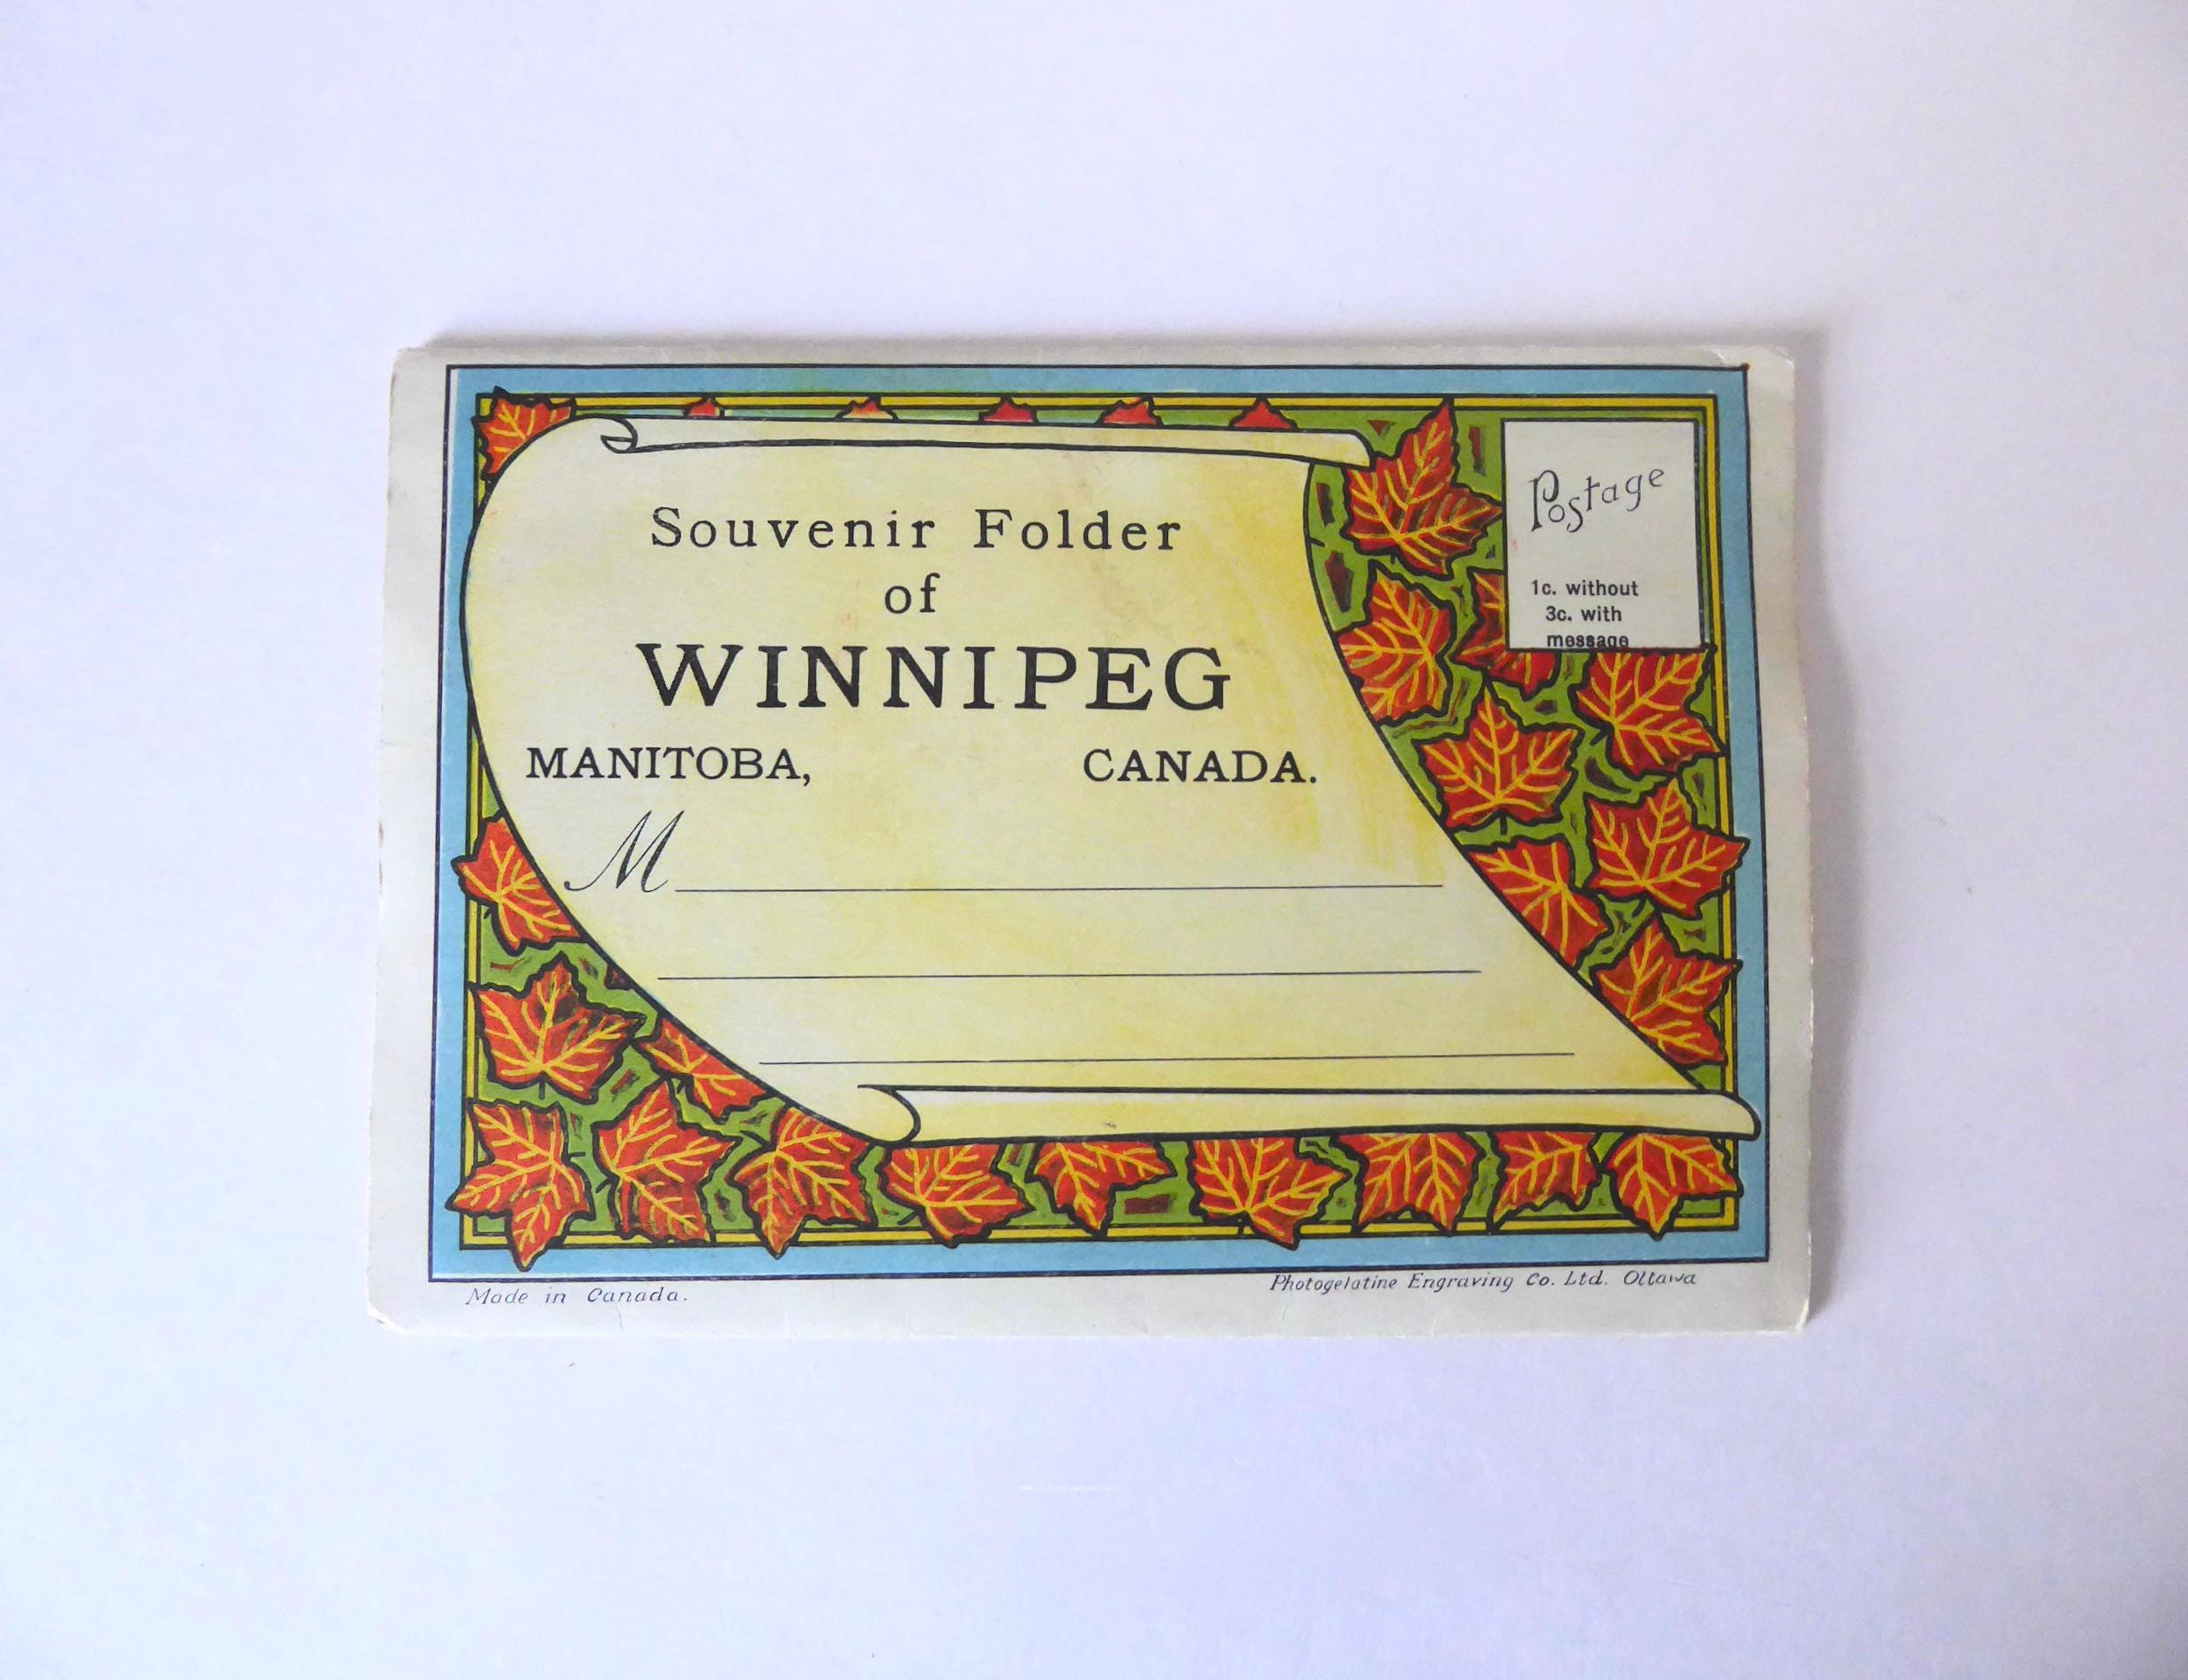 Souvenir Folder
of
WINNIPEG
MANITOBA, CANADA.
M
Postage
1c. without
3c. with
message
Made in Canada.
Photogelatine Engraving Co. Ltd. Ottawa